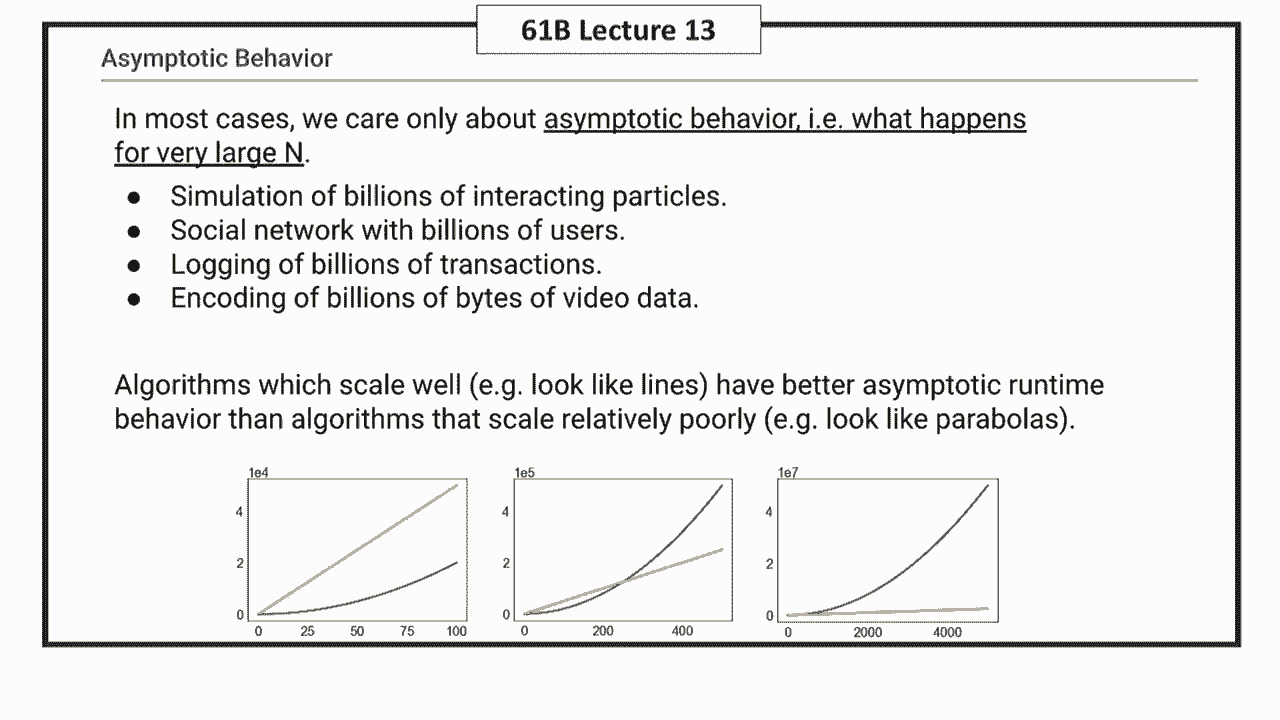 61B Lecture 13
Asymptotic Behavior
In most cases, we care only about asymptotic behavior, i.e. what happens
for very large N.
● Simulation of billions of interacting particles.
● Social network with billions of users.
● Logging of billions of transactions.
● Encoding of billions of bytes of video data.
Algorithms which scale well (e.g. look like lines) have better asymptotic runtime
behavior than algorithms that scale relatively poorly (e.g. look like parabolas).
1e4
4
2
0
0 25 50 75 100
1e5
4
2
0
0 200 400
1e7
4
2
0
0 2000 4000